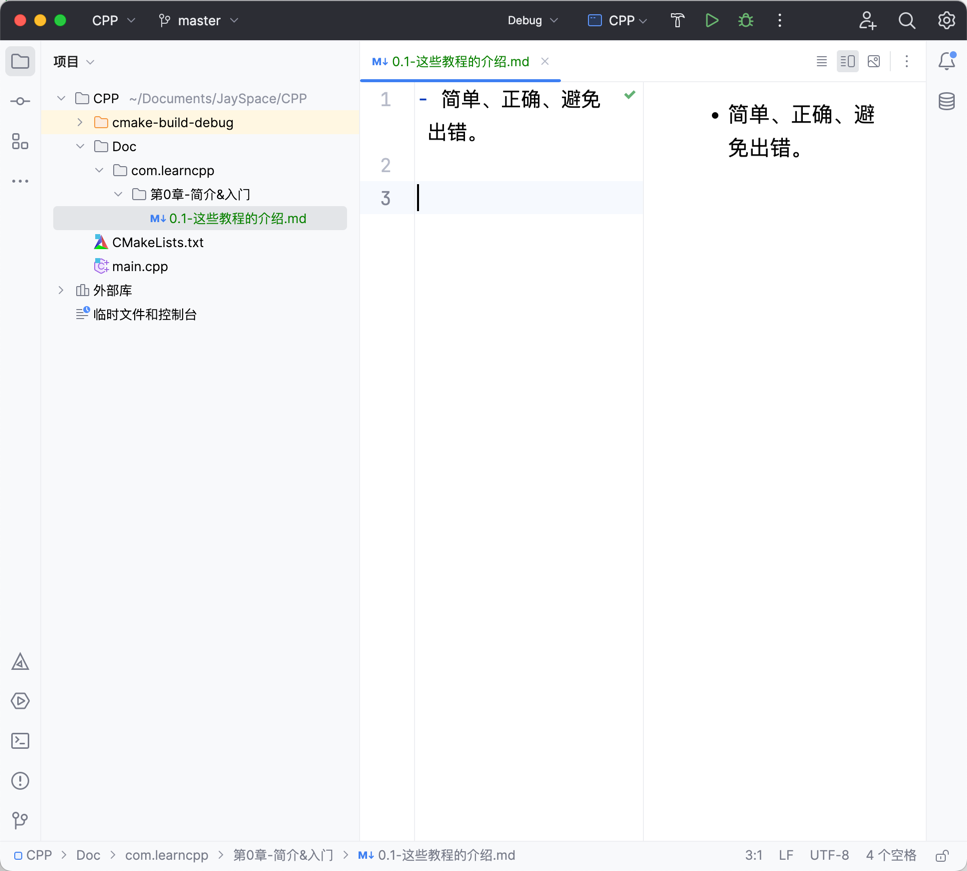 CPP master Debug CPP
项目
M↓ 0.1-这些教程的介绍.md
CPP ~/Documents/JaySpace/CPP
cmake-build-debug
Doc
com.learncpp
第0章-简介&入门
M↓ 0.1-这些教程的介绍.md
CMakeLists.txt
main.cpp
外部库
临时文件和控制台
1 - 简单、正确、避免
出错。
2
3
• 简单、正确、避
免出错。
CPP > Doc > com.learncpp > 第0章-简介&入门 > M↓ 0.1-这些教程的介绍.md 3:1 LF UTF-8 4 个空格